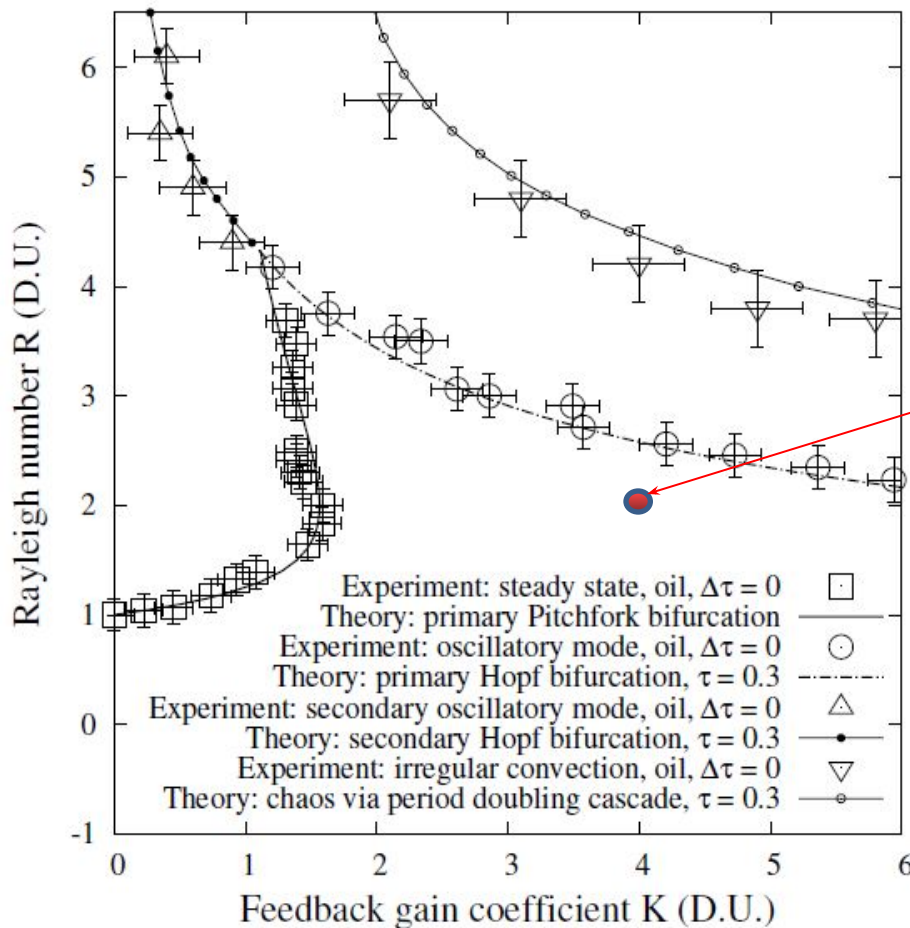 6
5
4
3
2
1
0
-1
Rayleigh number R (D.U.)
Experiment: steady state, oil, Δτ = 0
Theory: primary Pitchfork bifurcation
Experiment: oscillatory mode, oil, Δτ = 0
Theory: primary Hopf bifurcation, τ = 0.3
Experiment: secondary oscillatory mode, oil, Δτ = 0
Theory: secondary Hopf bifurcation, τ = 0.3
Experiment: irregular convection, oil, Δτ = 0
Theory: chaos via period doubling cascade, τ = 0.3
0 1 2 3 4 5 6
Feedback gain coefficient K (D.U.)